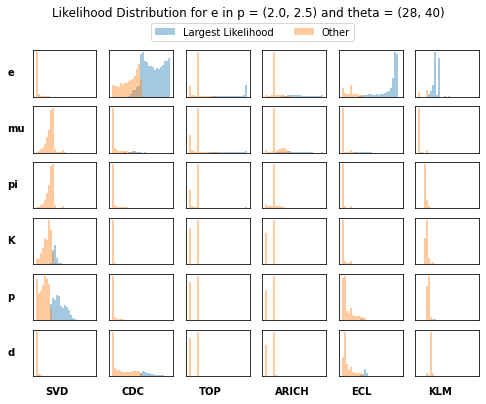 Likelihood Distribution for e in p = (2.0, 2.5) and theta = (28, 40)
Largest Likelihood Other
e
mu
pi
K
p
d
SVD CDC TOP ARICH ECL KLM